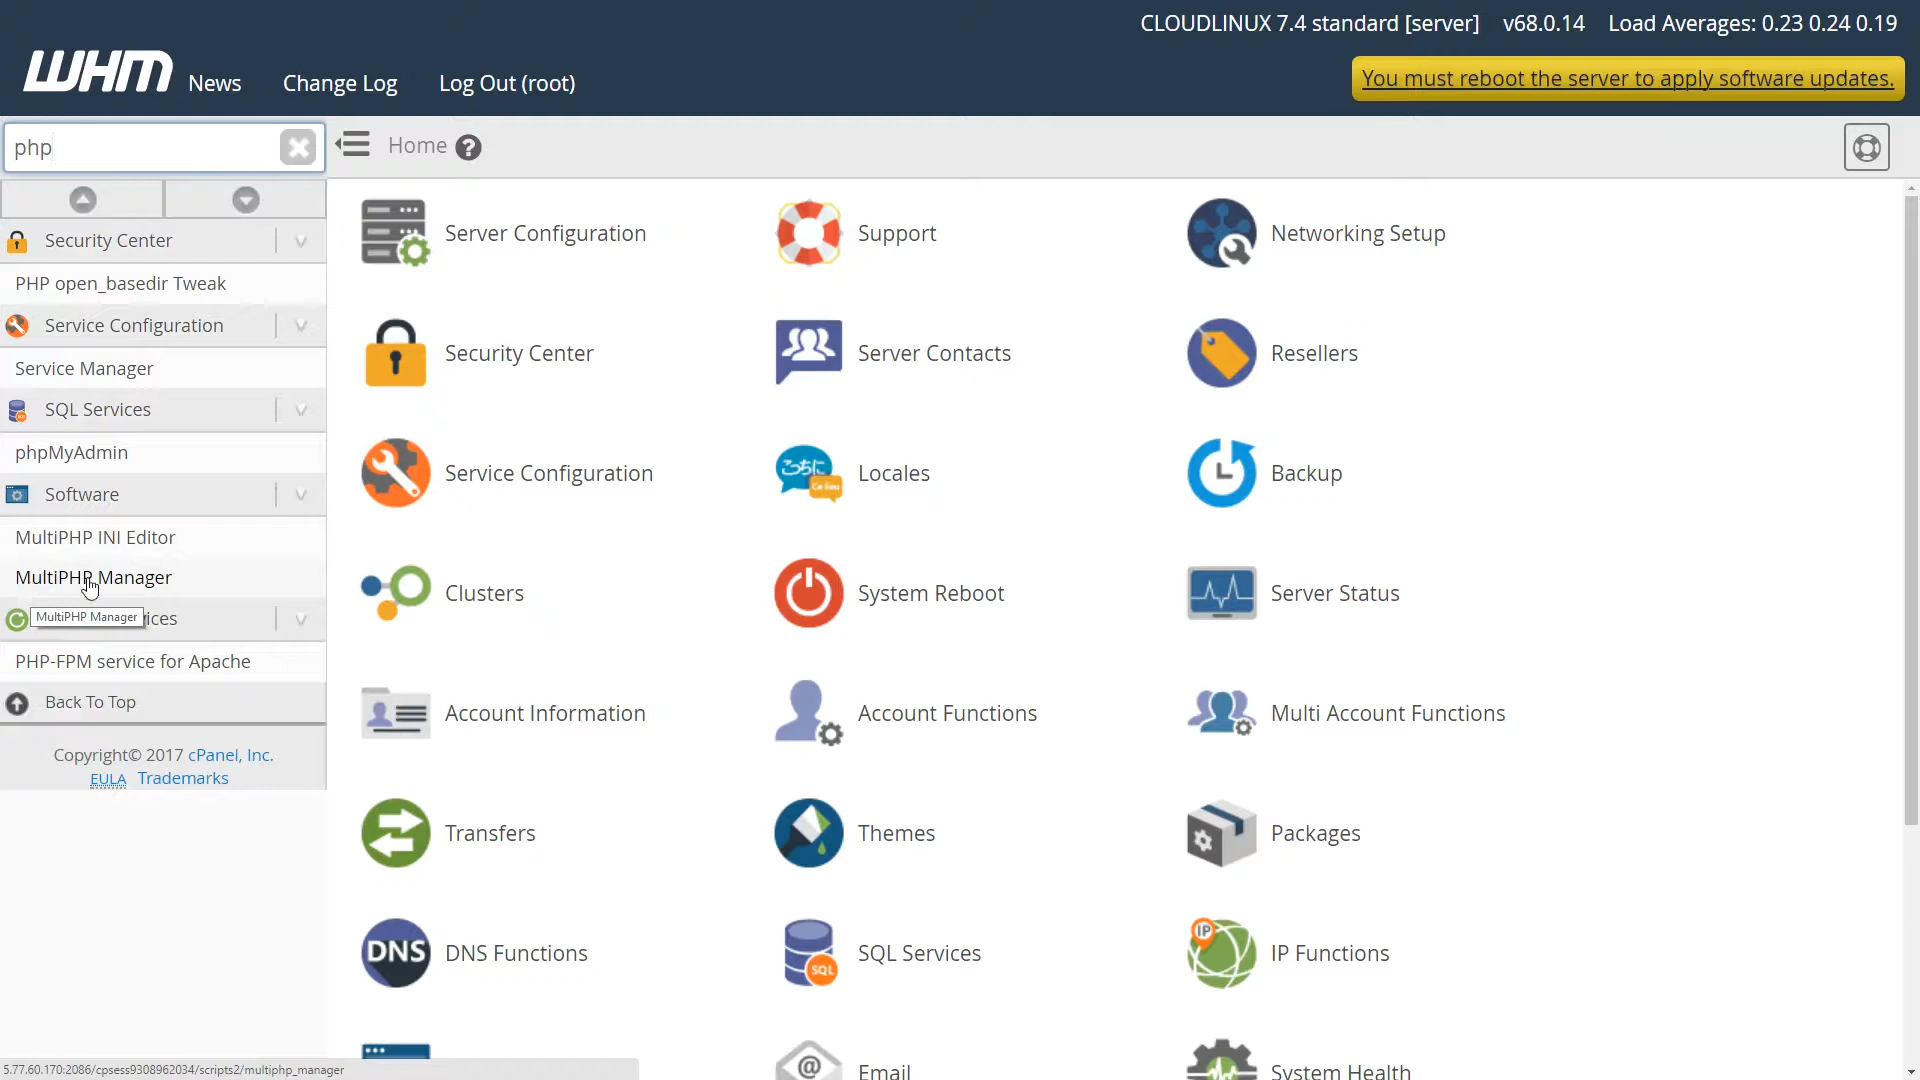 CLOUDLINUX 7.4 standard [server] v68.0.14 Load Averages: 0.23 0.24 0.19
WHM News Change Log Log Out (root)
You must reboot the server to apply software updates.
php
Home ?
Security Center
PHP open_basedir Tweak
Service Configuration
Service Manager
SQL Services
phpMyAdmin
Software
MultiPHP INI Editor
MultiPHP Manager
MultiPHP Manager
PHP-FPM service for Apache
Back To Top
Copyright© 2017 cPanel, Inc.
EULA Trademarks
Server Configuration
Support
Networking Setup
Security Center
Server Contacts
Resellers
Service Configuration
Locales
Backup
Clusters
System Reboot
Server Status
Account Information
Account Functions
Multi Account Functions
Transfers
Themes
Packages
DNS
DNS Functions
SQL
SQL Services
IP
IP Functions
@
Email
System Health
5.77.60.170:2086/cpsess9308962034/scripts2/multiphp_manager